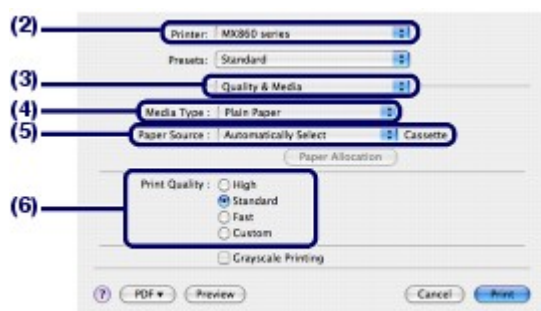 (2) Printer: MX860 series
Presets: Standard
(3) Quality & Media
(4) Media Type : Plain Paper
(5) Paper Source : Automatically Select Cassette
Paper Allocation
(6) Print Quality : High
Standard
Fast
Custom
Grayscale Printing
? PDF ▾ Preview Cancel Print